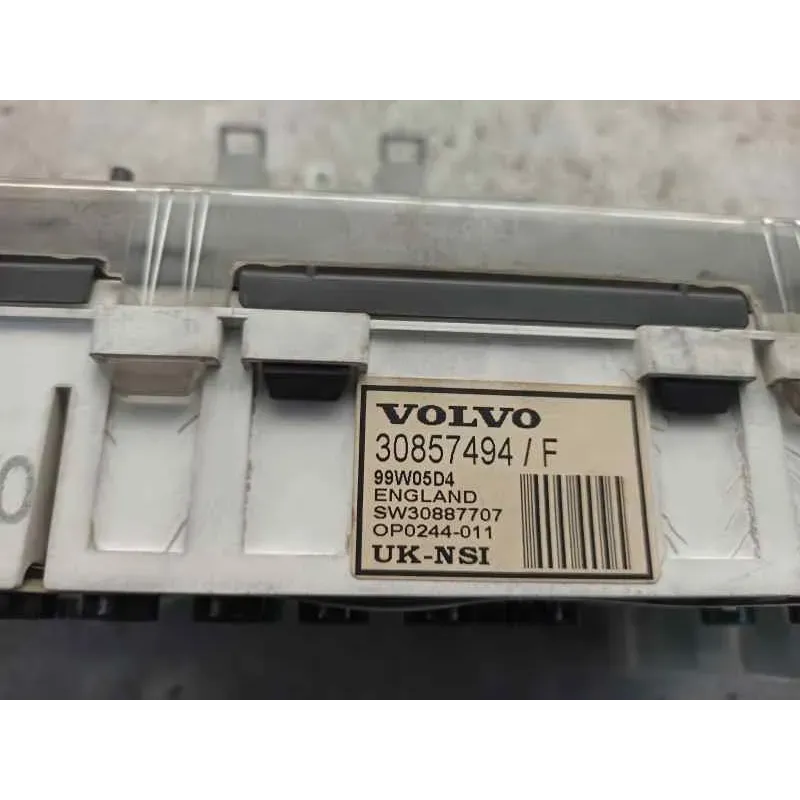 VOLVO
30857494 / F
99W05D4
ENGLAND
SW30887707
OP0244-011
UK-NSI